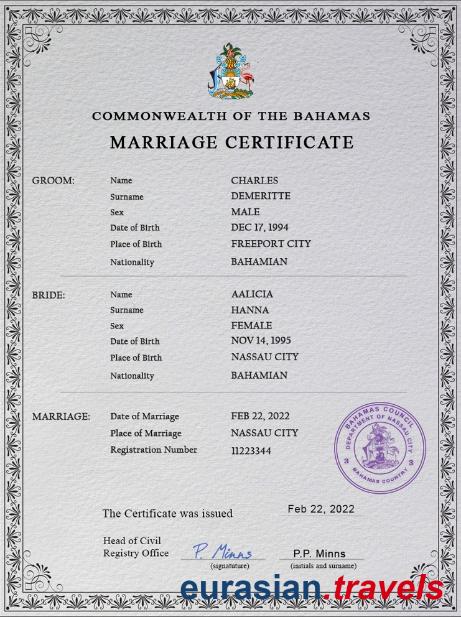 COMMONWEALTH OF THE BAHAMAS
MARRIAGE CERTIFICATE
GROOM: Name CHARLES
Surname DEMERITTE
Sex MALE
Date of Birth DEC 17, 1994
Place of Birth FREEPORT CITY
Nationality BAHAMIAN
BRIDE: Name AALICIA
Surname HANNA
Sex FEMALE
Date of Birth NOV 14, 1995
Place of Birth NASSAU CITY
Nationality BAHAMIAN
MARRIAGE: Date of Marriage FEB 22, 2022
Place of Marriage NASSAU CITY
Registration Number 11223344
BAHAMAS COUNCIL
DEPARTMENT OF NASSAU CITY
BAHAMAS COUNTRY
The Certificate was issued Feb 22, 2022
Head of Civil
Registry Office P. Minns P.P. Minns
(signatuture) (initials and surname)
eurasian.travels